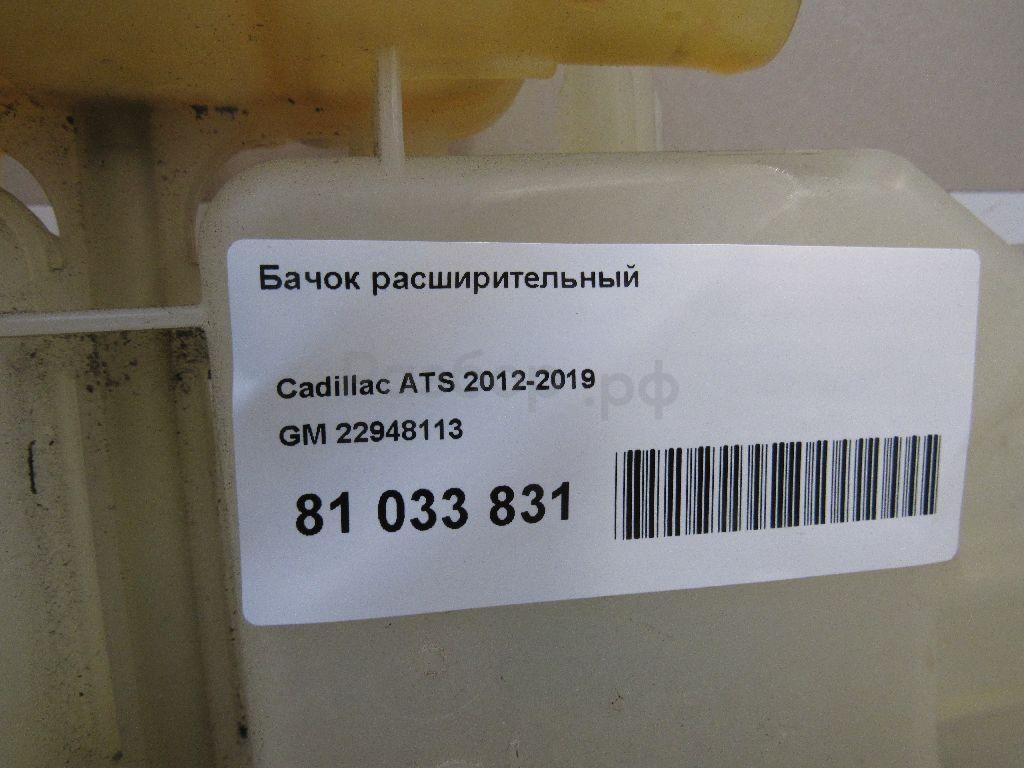 Бачок расширительный
Cadillac ATS 2012-2019
GM 22948113
81 033 831